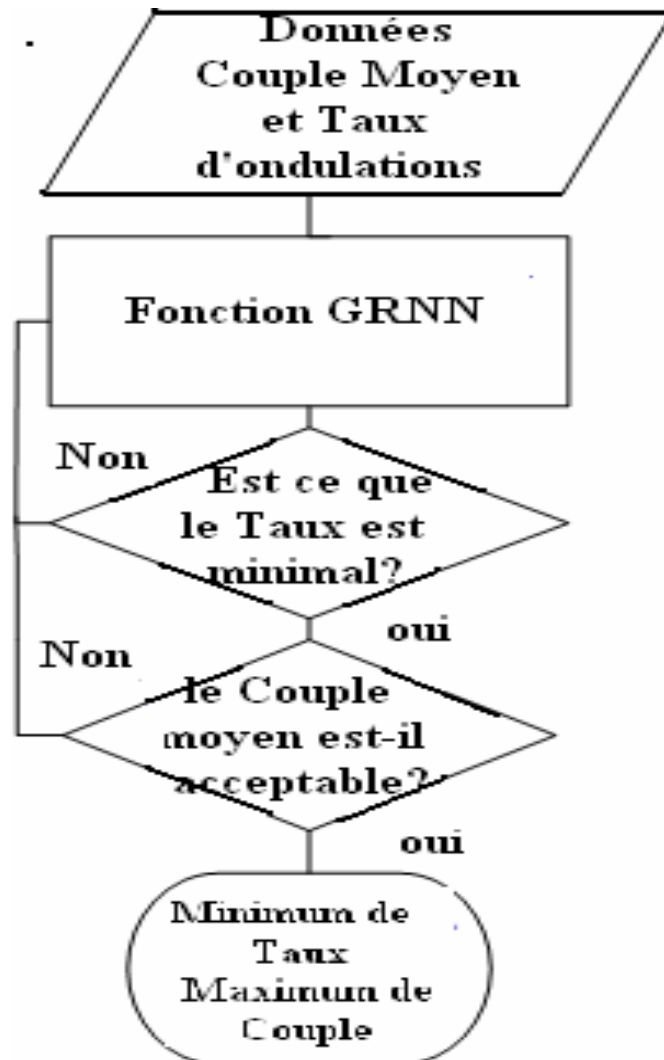 Données
Couple Moyen
et Taux
d'ondulations
Fonction GRNN
Non
Est ce que
le Taux est
minimal?
oui
Non
le Couple
moyen est-il
acceptable?
oui
Minimum de
Taux
Maximum de
Couple